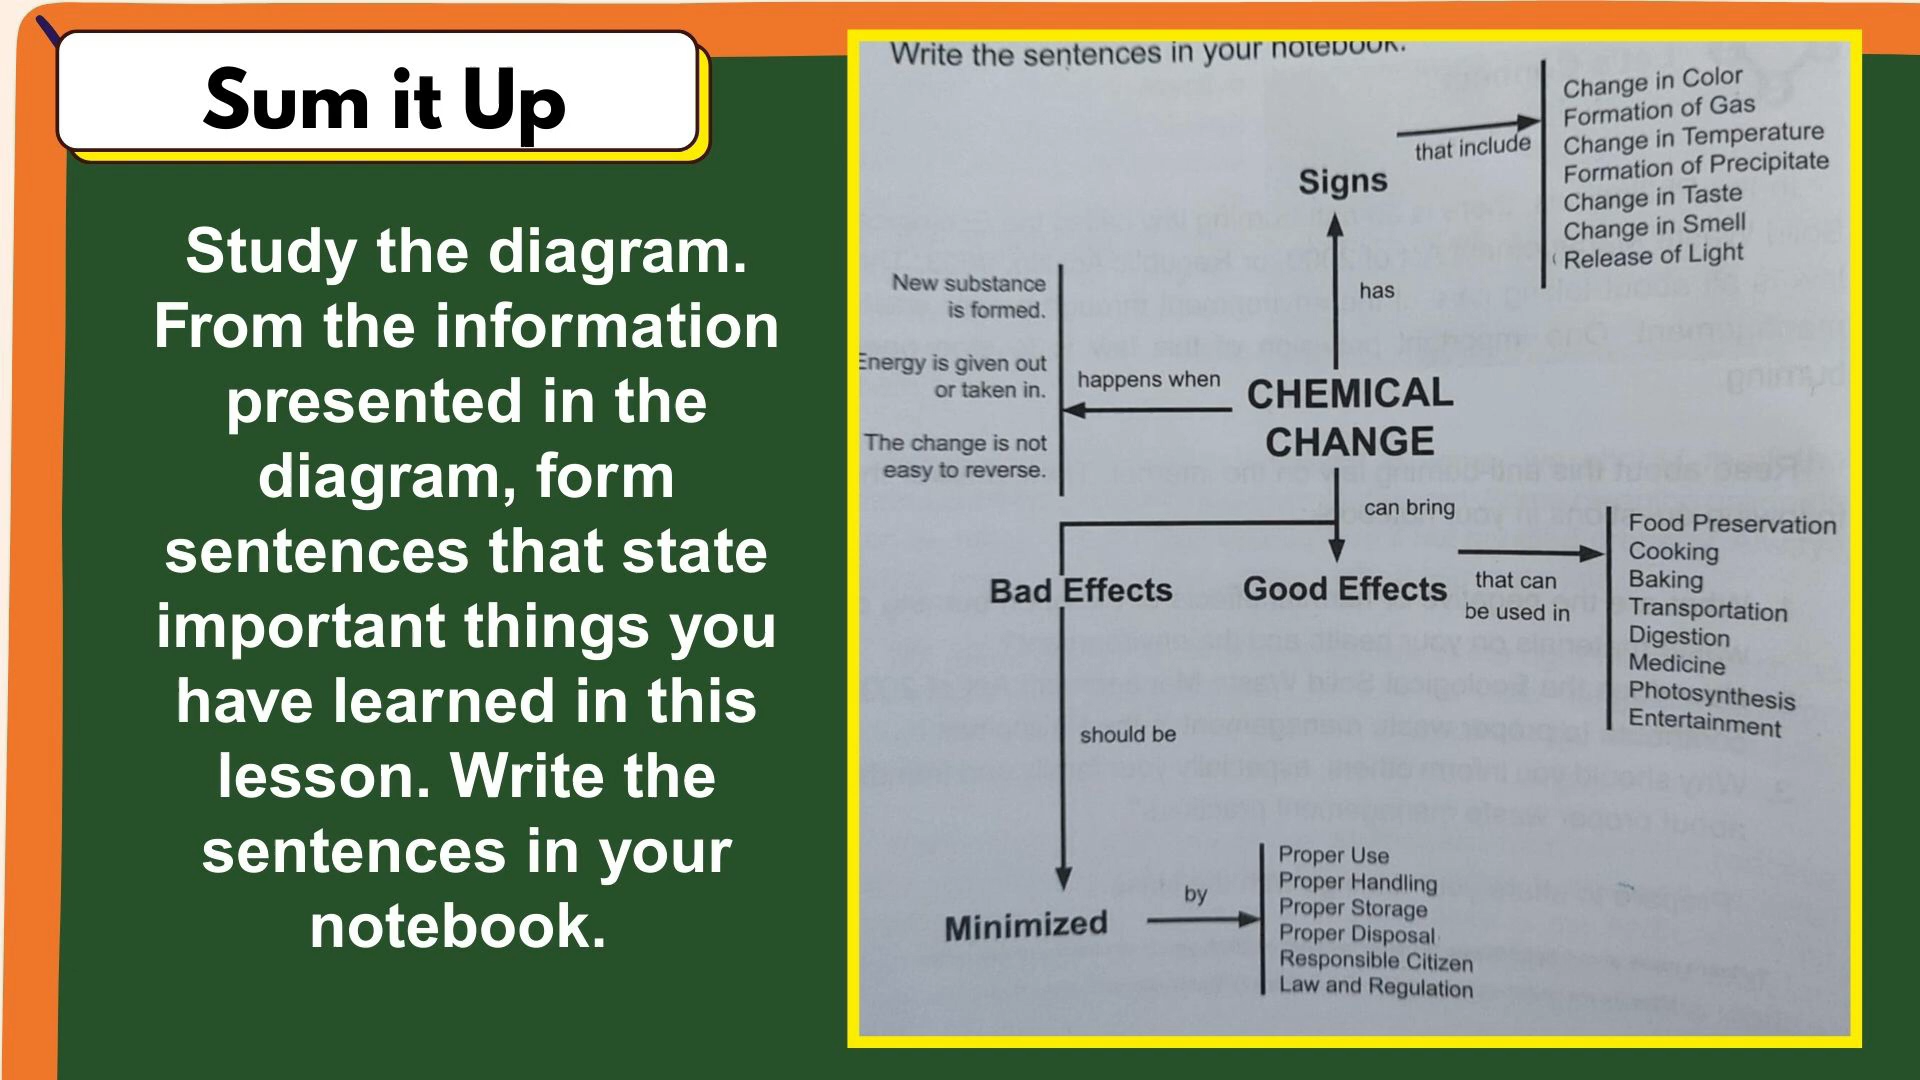 Sum it Up
Study the diagram.
From the information
presented in the
diagram, form
sentences that state
important things you
have learned in this
lesson. Write the
sentences in your
notebook.
Write the sentences in your notebook.
Signs
that include
Change in Color
Formation of Gas
Change in Temperature
Formation of Precipitate
Change in Taste
Change in Smell
Release of Light
has
New substance
is formed.
Energy is given out
or taken in.
The change is not
easy to reverse.
happens when
CHEMICAL
CHANGE
can bring
Bad Effects
Good Effects
that can
be used in
Food Preservation
Cooking
Baking
Transportation
Digestion
Medicine
Photosynthesis
Entertainment
should be
Minimized
by
Proper Use
Proper Handling
Proper Storage
Proper Disposal
Responsible Citizen
Law and Regulation